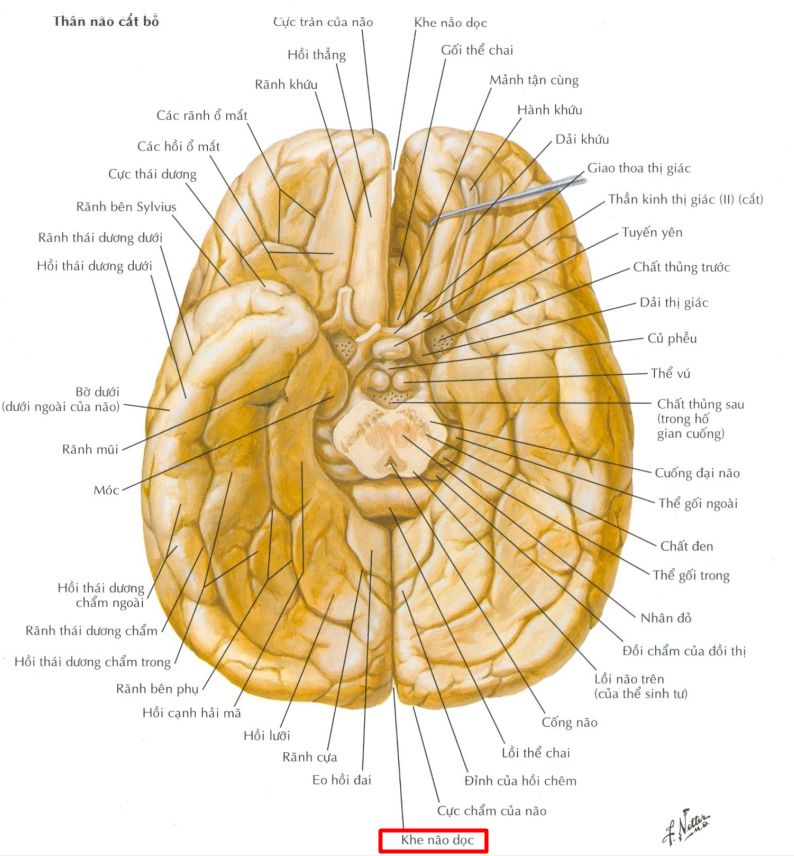 Thân não cắt bỏ
Cực trán của não
Khe não dọc
Hồi thẳng
Gối thể chai
Rãnh khứu
Mảnh tận cùng
Các rãnh ổ mắt
Hành khứu
Các hồi ổ mắt
Dải khứu
Cực thái dương
Giao thoa thị giác
Rãnh bên Sylvius
Thần kinh thị giác (II) (cắt)
Rãnh thái dương dưới
Tuyến yên
Hồi thái dương dưới
Chất thủng trước
Dải thị giác
Củ phễu
Thể vú
Bờ dưới
(dưới ngoài của não)
Chất thủng sau
(trong hố
gian cuống)
Rãnh mũi
Cuống đại não
Móc
Thể gối ngoài
Chất đen
Thể gối trong
Hồi thái dương
chẩm ngoài
Nhân đỏ
Rãnh thái dương chẩm
Đồi chẩm của đồi thị
Hồi thái dương chẩm trong
Lồi não trên
(của thể sinh tư)
Rãnh bên phụ
Hồi cạnh hải mã
Cống não
Hồi lưỡi
Rãnh cựa
Lồi thể chai
Eo hồi đai
Đỉnh của hồi chêm
Cực chẩm của não
Khe não dọc
F. Netter
M.D.